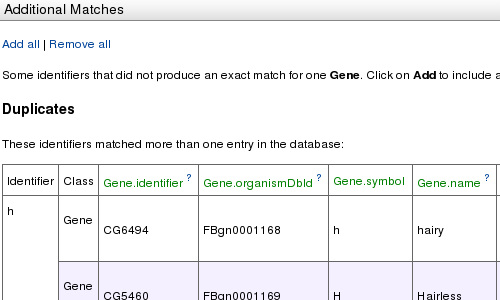 Additional Matches
Add all | Remove all
Some identifiers that did not produce an exact match for one Gene. Click on Add to include a
Duplicates
These identifiers matched more than one entry in the database:
Identifier Class Gene.identifier ? Gene.organismDbId ? Gene.symbol Gene.name ?
h Gene CG6494 FBgn0001168 h hairy
Gene CG5460 FBgn0001169 H Hairless